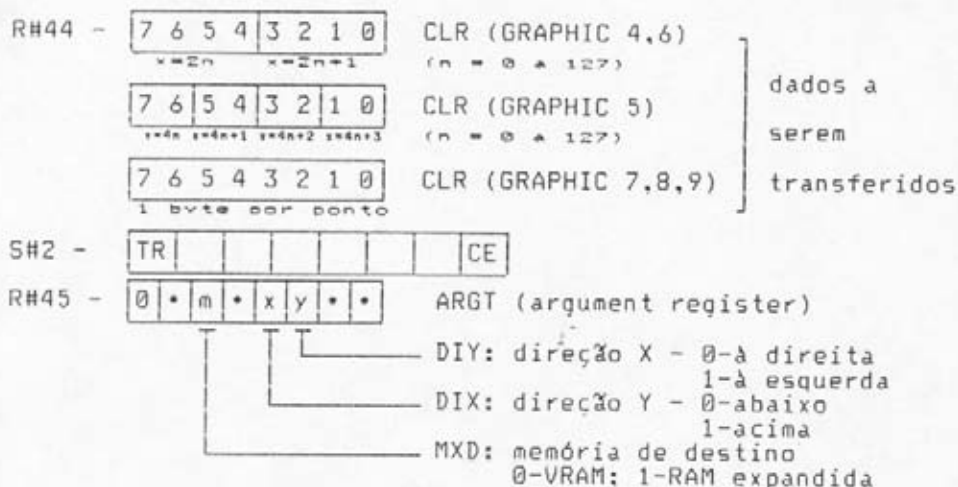 R#44 - 7 6 5 4 3 2 1 0 CLR (GRAPHIC 4,6)
x=2n x=2n+1 (n = 0 a 127)
7 6 5 4 3 2 1 0 CLR (GRAPHIC 5)
x=4n x=4n+1 x=4n+2 x=4n+3 (n = 0 a 127)
7 6 5 4 3 2 1 0 CLR (GRAPHIC 7,8,9)
1 byte por ponto
dados a
serem
transferidos
S#2 - TR CE
R#45 - 0 • m • x y • • ARGT (argument register)
DIY: direção X - 0-à direita
1-à esquerda
DIX: direção Y - 0-abaixo
1-acima
MXD: memória de destino
0-VRAM; 1-RAM expandida